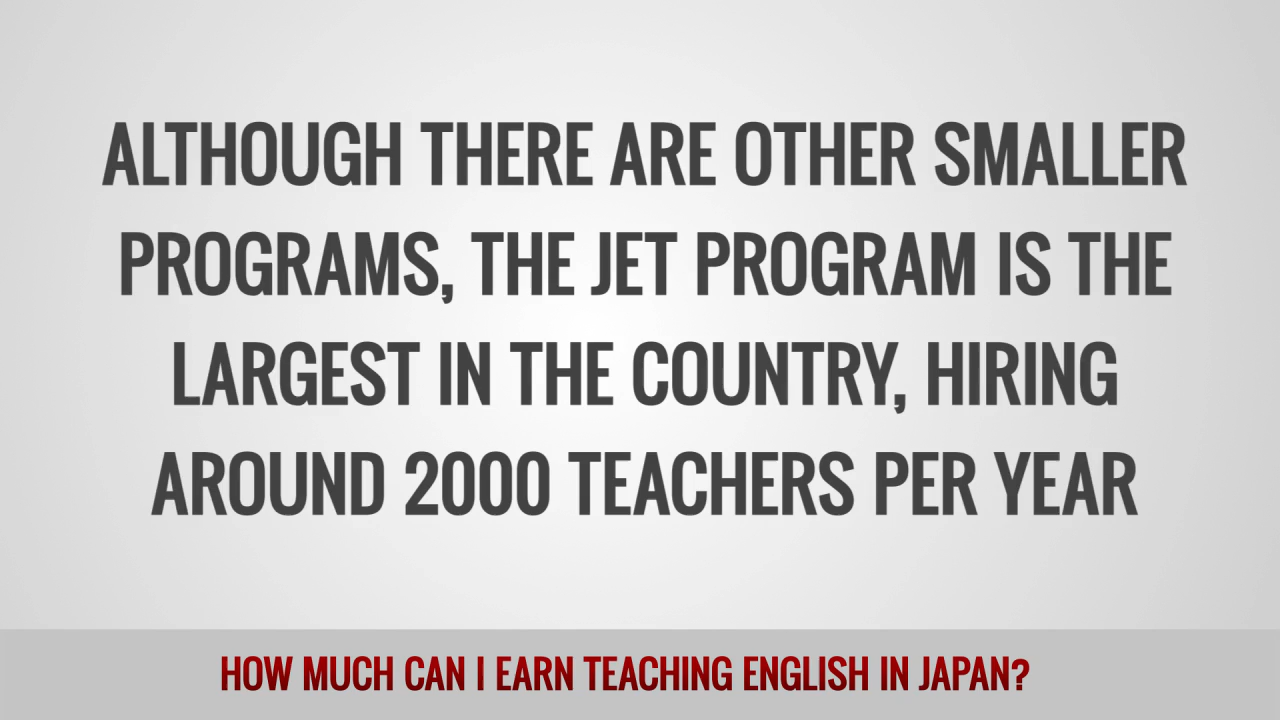 ALTHOUGH THERE ARE OTHER SMALLER
PROGRAMS, THE JET PROGRAM IS THE
LARGEST IN THE COUNTRY, HIRING
AROUND 2000 TEACHERS PER YEAR
HOW MUCH CAN I EARN TEACHING ENGLISH IN JAPAN?